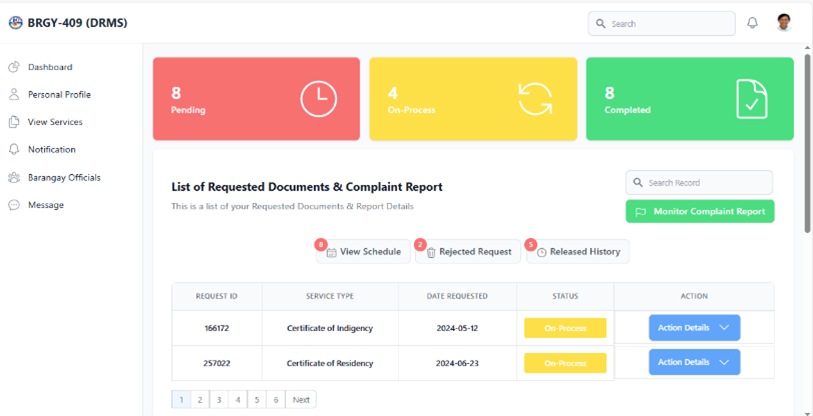 BRGY-409 (DRMS)
Search
Dashboard
Personal Profile
View Services
Notification
Barangay Officials
Message
8
Pending
4
On-Process
8
Completed
List of Requested Documents & Complaint Report
This is a list of your Requested Documents & Report Details
Search Record
Monitor Complaint Report
8 View Schedule
2 Rejected Request
5 Released History
REQUEST ID SERVICE TYPE DATE REQUESTED STATUS ACTION
166172 Certificate of Indigency 2024-05-12 On-Process Action Details
257022 Certificate of Residency 2024-06-23 On-Process Action Details
1 2 3 4 5 6 Next